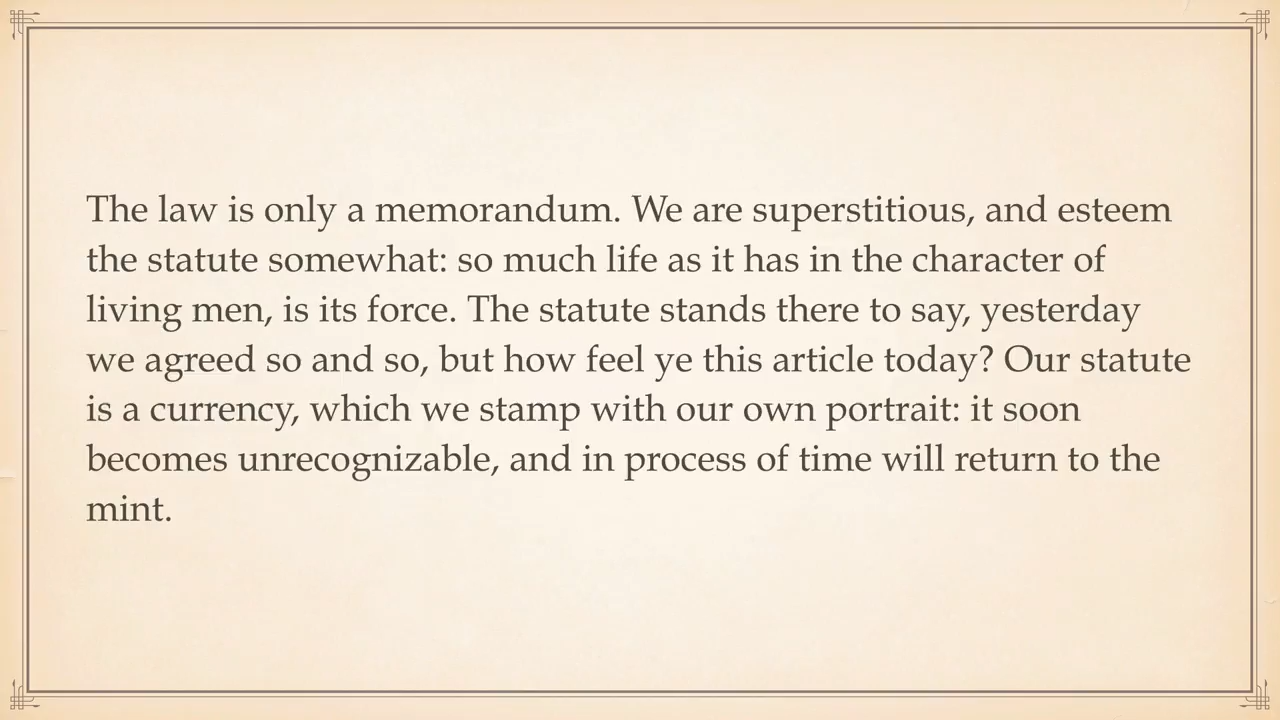 The law is only a memorandum. We are superstitious, and esteem
the statute somewhat: so much life as it has in the character of
living men, is its force. The statute stands there to say, yesterday
we agreed so and so, but how feel ye this article today? Our statute
is a currency, which we stamp with our own portrait: it soon
becomes unrecognizable, and in process of time will return to the
mint.